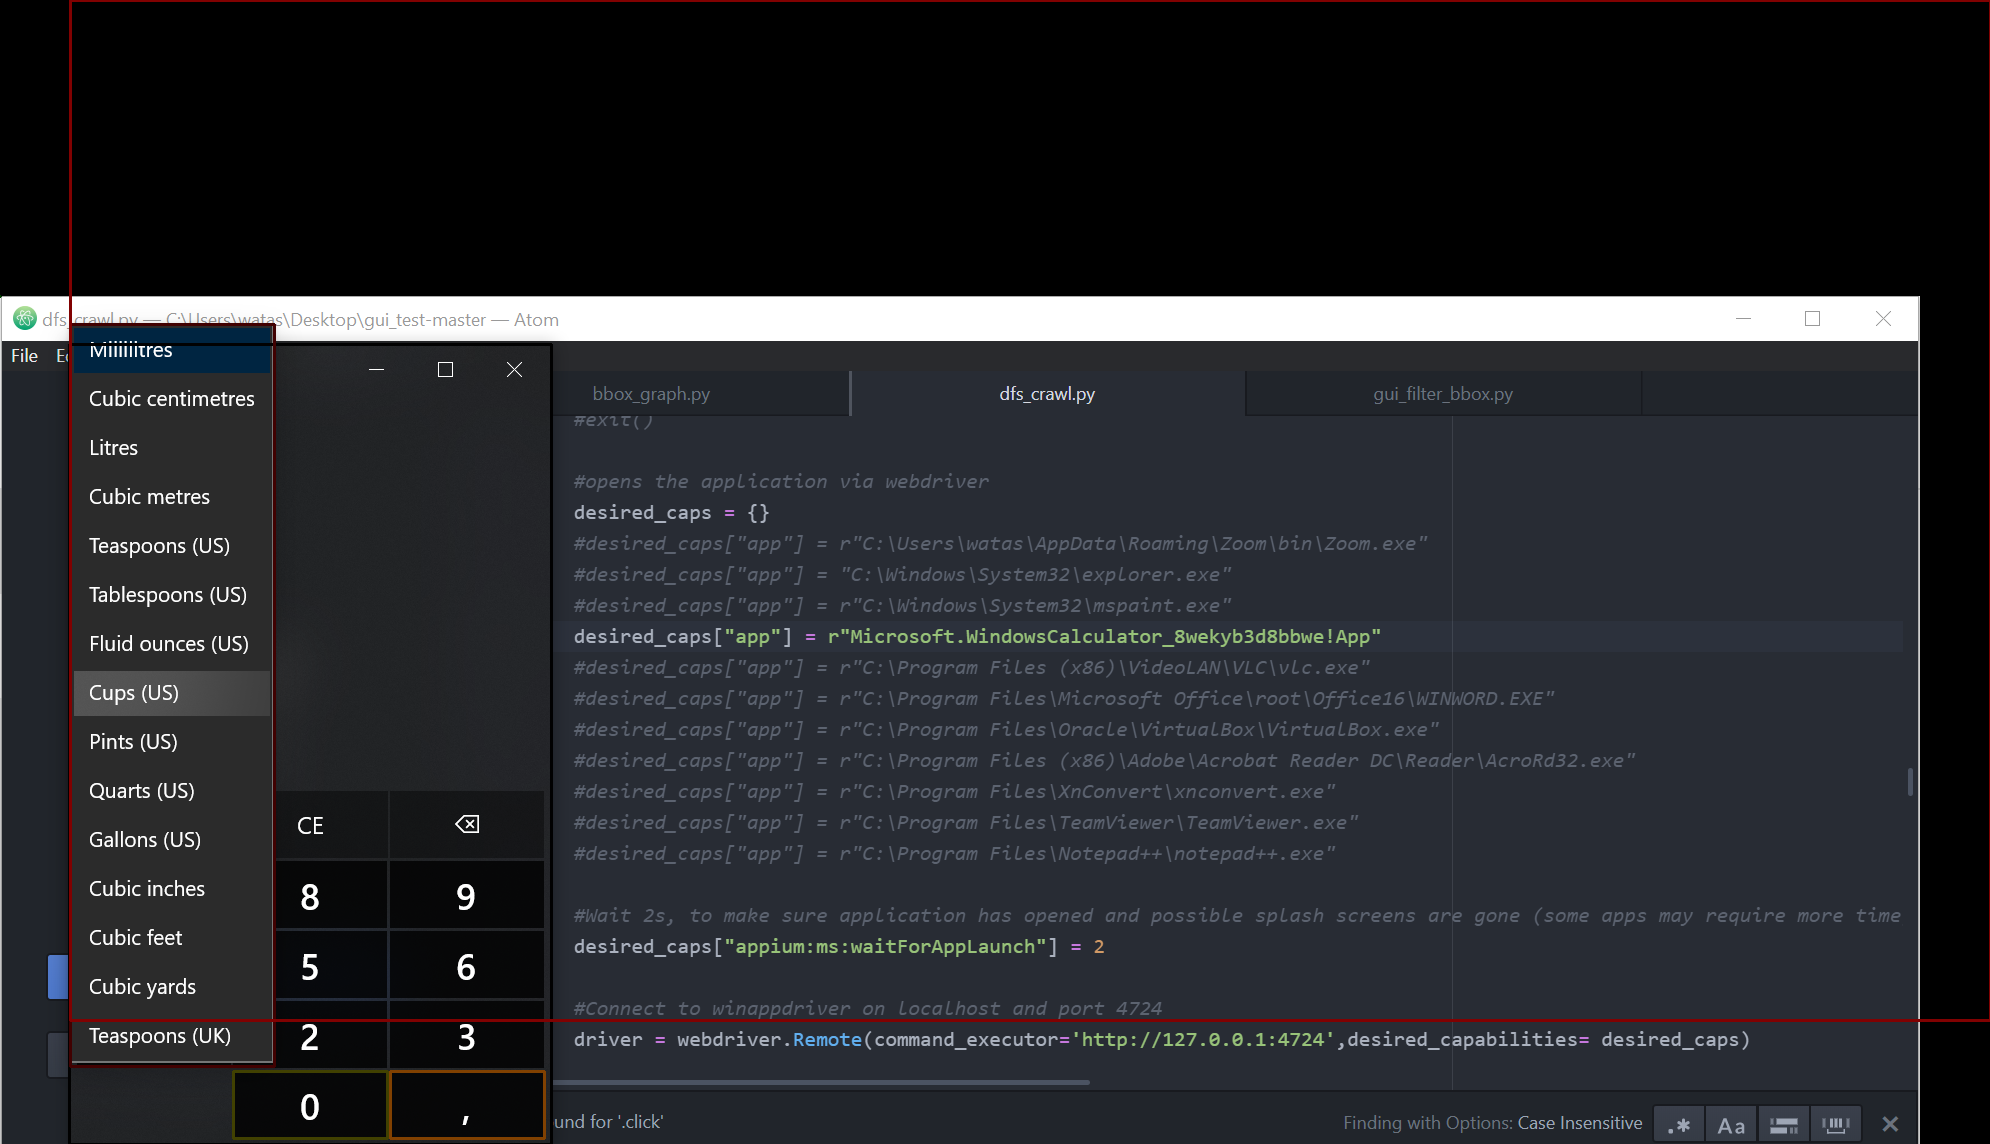 dfs_crawl.py — C:\Users\watas\Desktop\gui_test-master — Atom
File
Millilitres
Cubic centimetres
Litres
Cubic metres
Teaspoons (US)
Tablespoons (US)
Fluid ounces (US)
Cups (US)
Pints (US)
Quarts (US)
Gallons (US)
Cubic inches
Cubic feet
Cubic yards
Teaspoons (UK)
CE
8 9
5 6
2 3
0 ,
bbox_graph.py dfs_crawl.py gui_filter_bbox.py
#exit()
#opens the application via webdriver
desired_caps = {}
#desired_caps["app"] = r"C:\Users\watas\AppData\Roaming\Zoom\bin\Zoom.exe"
#desired_caps["app"] = "C:\Windows\System32\explorer.exe"
#desired_caps["app"] = r"C:\Windows\System32\mspaint.exe"
desired_caps["app"] = r"Microsoft.WindowsCalculator_8wekyb3d8bbwe!App"
#desired_caps["app"] = r"C:\Program Files (x86)\VideoLAN\VLC\vlc.exe"
#desired_caps["app"] = r"C:\Program Files\Microsoft Office\root\Office16\WINWORD.EXE"
#desired_caps["app"] = r"C:\Program Files\Oracle\VirtualBox\VirtualBox.exe"
#desired_caps["app"] = r"C:\Program Files (x86)\Adobe\Acrobat Reader DC\Reader\AcroRd32.exe"
#desired_caps["app"] = r"C:\Program Files\XnConvert\xnconvert.exe"
#desired_caps["app"] = r"C:\Program Files\TeamViewer\TeamViewer.exe"
#desired_caps["app"] = r"C:\Program Files\Notepad++\notepad++.exe"
#Wait 2s, to make sure application has opened and possible splash screens are gone (some apps may require more time
desired_caps["appium:ms:waitForAppLaunch"] = 2
#Connect to winappdriver on localhost and port 4724
driver = webdriver.Remote(command_executor='http://127.0.0.1:4724',desired_capabilities= desired_caps)
und for '.click'
Finding with Options: Case Insensitive
.* Aa